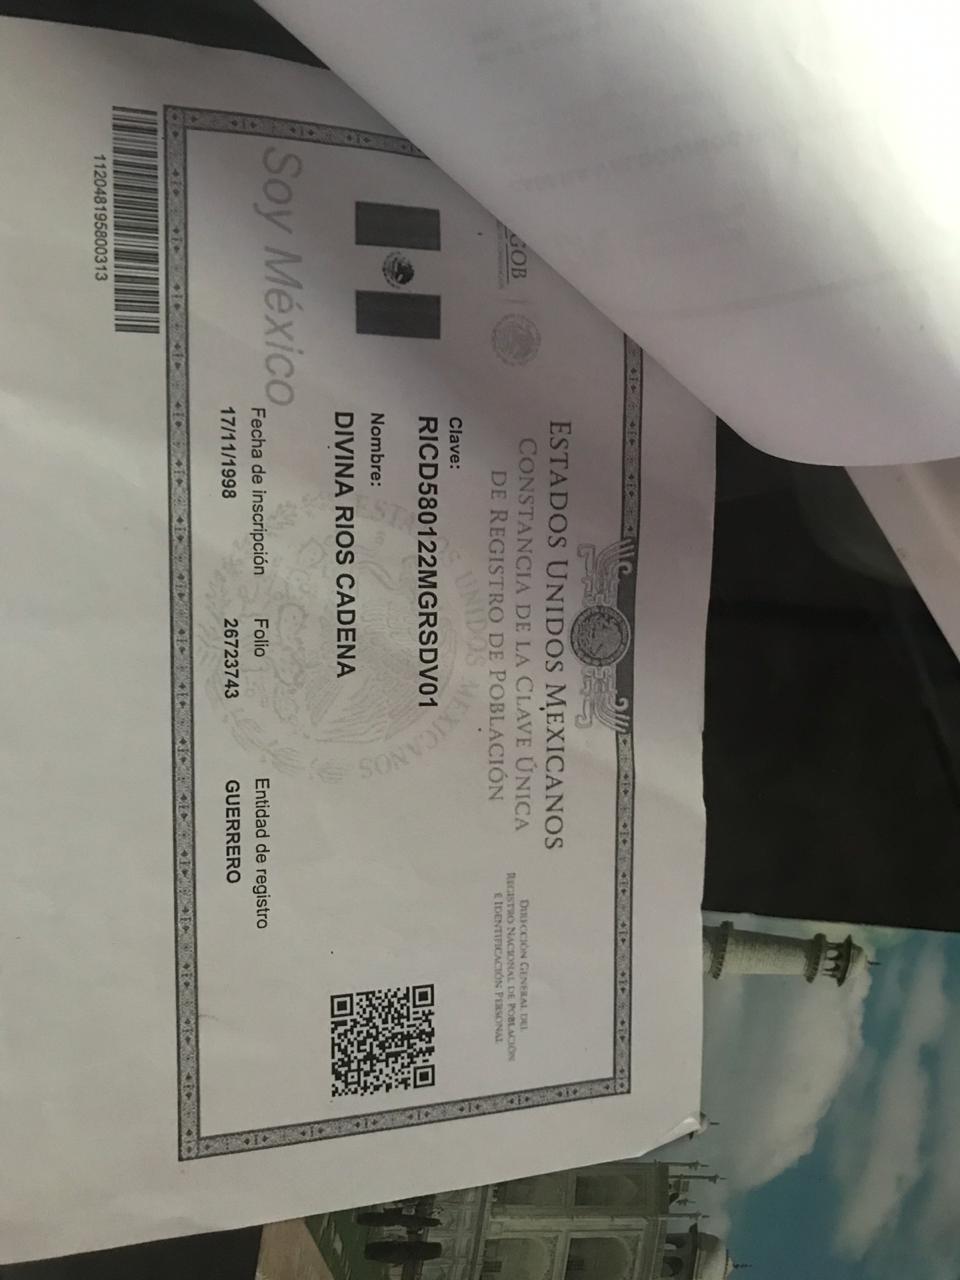 GOB
ESTADOS UNIDOS MEXICANOS
CONSTANCIA DE LA CLAVE ÚNICA
DE REGISTRO DE POBLACIÓN
DIRECCIÓN GENERAL DEL
REGISTRO NACIONAL DE POBLACIÓN
E IDENTIFICACIÓN PERSONAL
Clave:
RICD580122MGRSDV01
Nombre:
DIVINA RIOS CADENA
Soy México
Fecha de inscripción Folio Entidad de registro
17/11/1998 26723743 GUERRERO
112048195800313